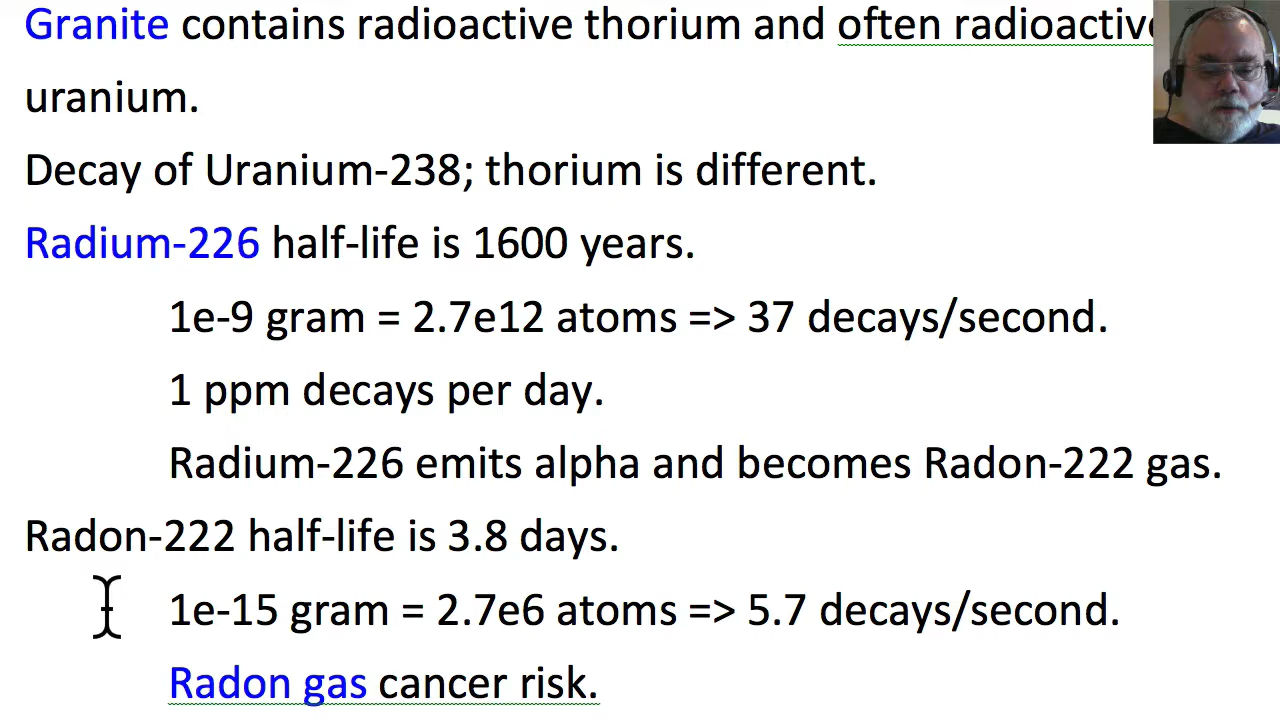 Granite contains radioactive thorium and often radioactive
uranium.
Decay of Uranium-238; thorium is different.
Radium-226 half-life is 1600 years.
1e-9 gram = 2.7e12 atoms => 37 decays/second.
1 ppm decays per day.
Radium-226 emits alpha and becomes Radon-222 gas.
Radon-222 half-life is 3.8 days.
1e-15 gram = 2.7e6 atoms => 5.7 decays/second.
Radon gas cancer risk.